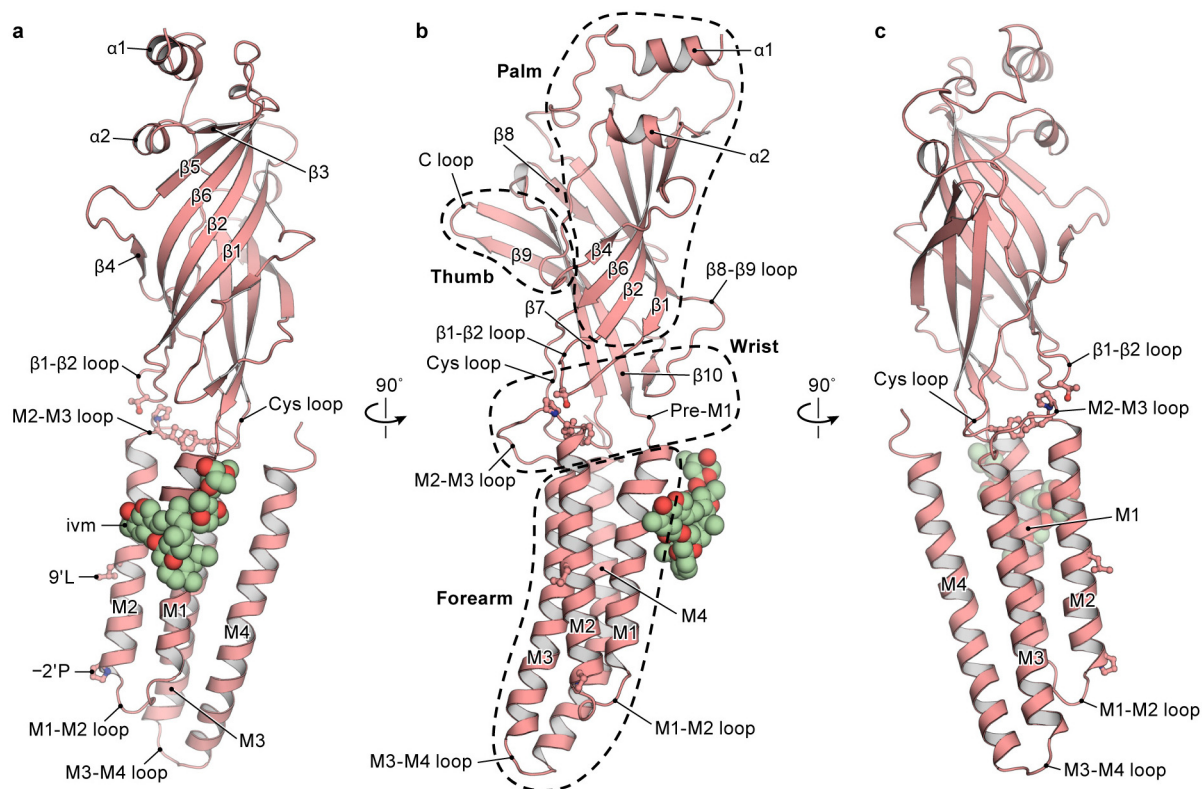 a
α1
α2
β5
β3
β6
β2
β1
β4
β1-β2 loop
M2-M3 loop
Cys loop
ivm
9'L
M2
M1
M4
−2'P
M1-M2 loop
M3
M3-M4 loop
90°
b
Palm
α1
β8
α2
C loop
β9
β4
Thumb
β6
β2
β1
β8-β9 loop
β7
β1-β2 loop
Wrist
Cys loop
β10
Pre-M1
M2-M3 loop
Forearm
M4
M2
M1
M3
M1-M2 loop
M3-M4 loop
90°
c
β1-β2 loop
Cys loop
M2-M3 loop
M1
M4
M2
M3
M1-M2 loop
M3-M4 loop